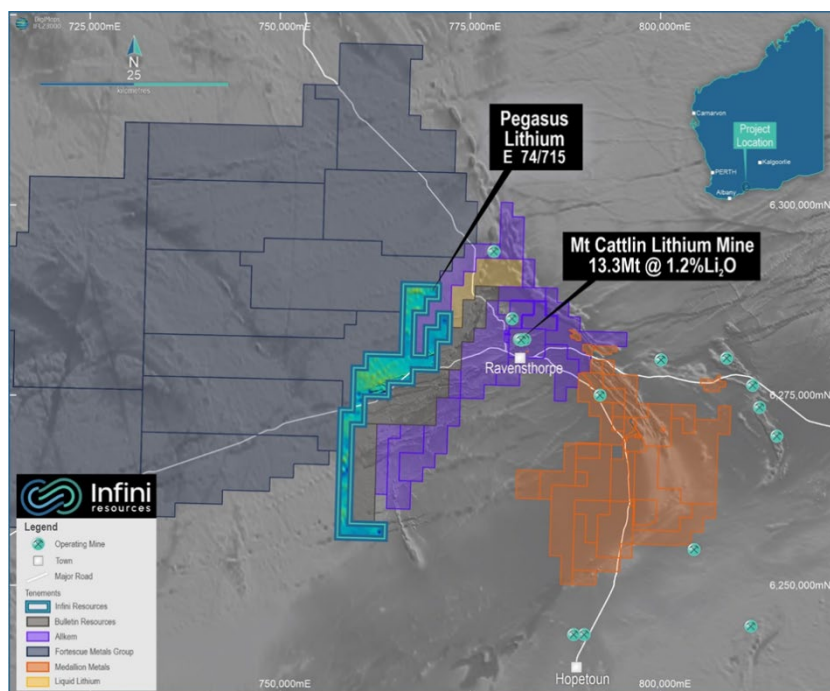 725,000mE
750,000mE
775,000mE
800,000mE
N
25
kilometres
Pegasus
Lithium
E 74/715
Carnarvon
Project
Location
Kalgoorlie
PERTH
Albany
6,300,000mN
Mt Cattlin Lithium Mine
13.3Mt @ 1.2%Li₂O
Ravensthorpe
6,275,000mN
Infini
resources
Legend
Operating Mine
Town
Major Road
Tenements
Infini Resources
Bulletin Resources
Allkem
Fortescue Metals Group
Medallion Metals
Liquid Lithium
6,250,000mN
750,000mE
Hopetoun
800,000mE